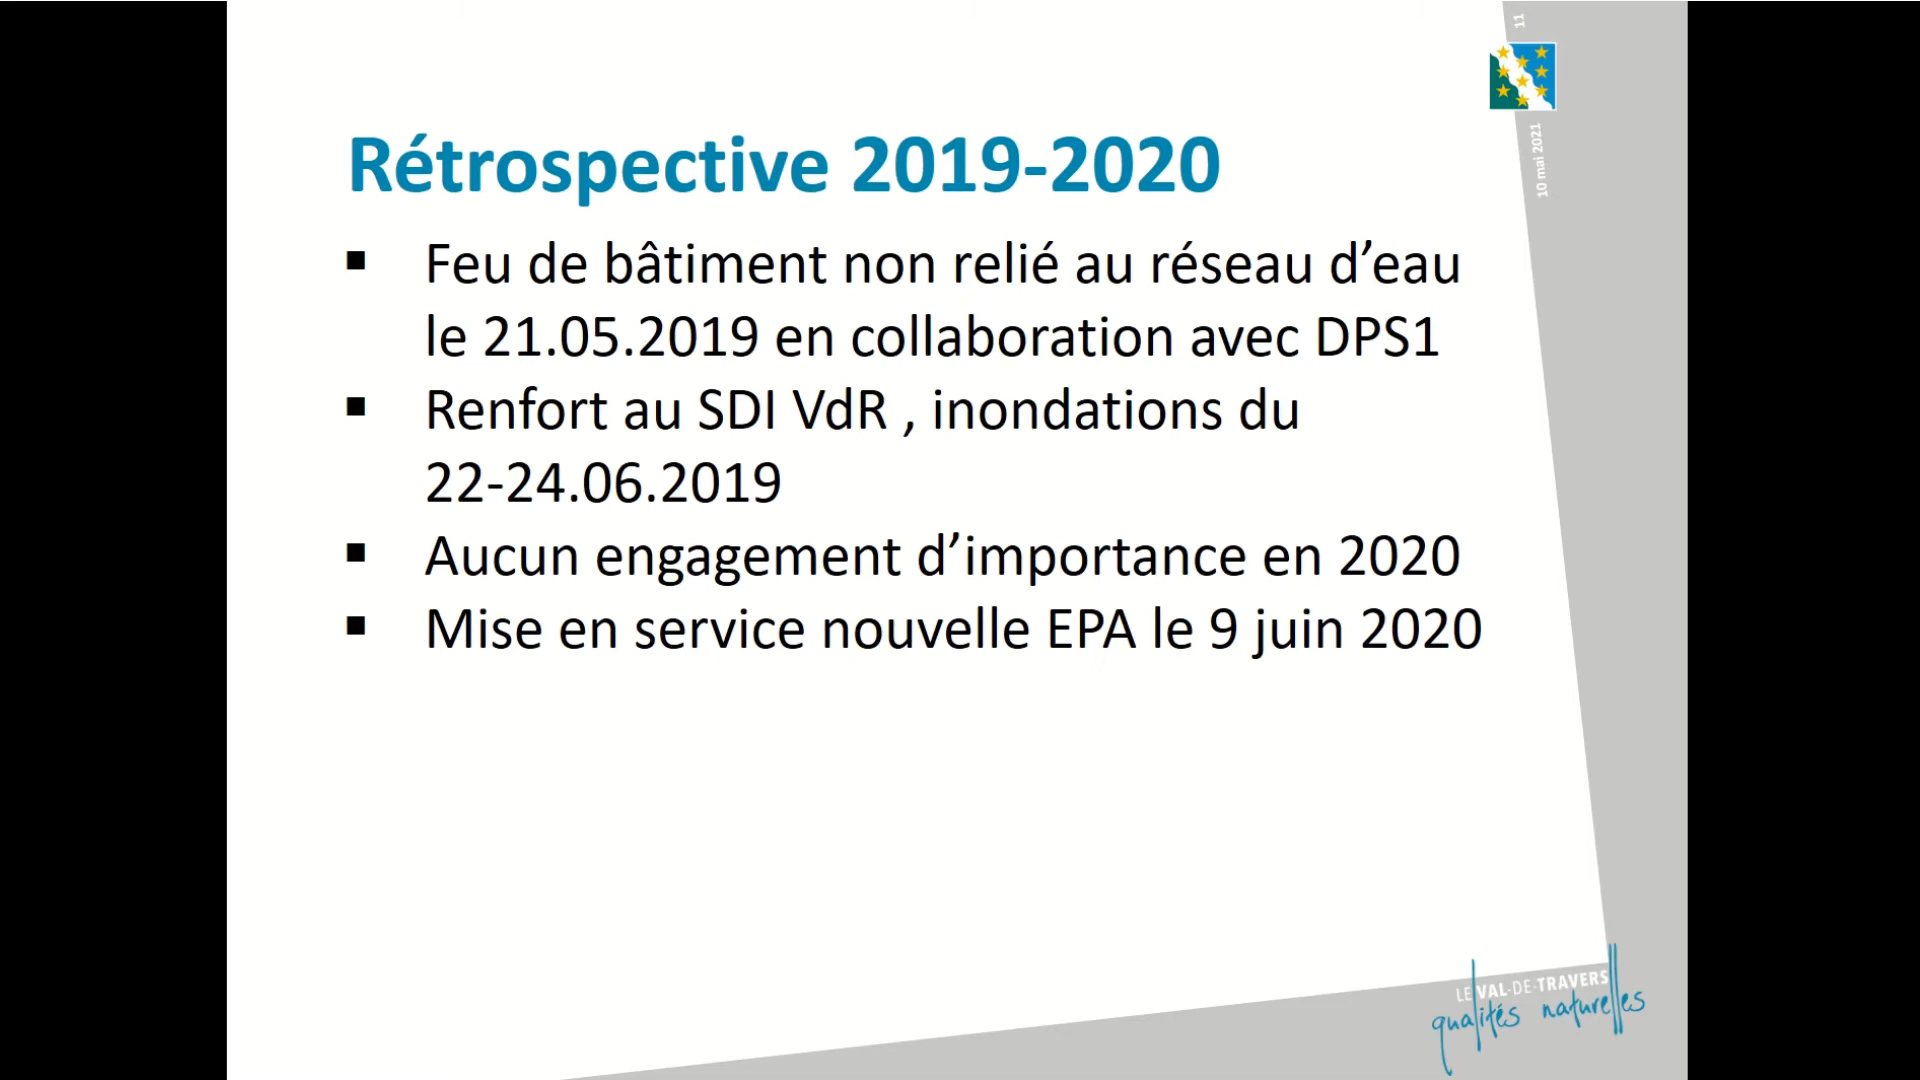 11
10 mai 2021
Rétrospective 2019-2020
▪ Feu de bâtiment non relié au réseau d’eau
le 21.05.2019 en collaboration avec DPS1
▪ Renfort au SDI VdR , inondations du
22-24.06.2019
▪ Aucun engagement d’importance en 2020
▪ Mise en service nouvelle EPA le 9 juin 2020
LE VAL-DE-TRAVERS
qualités naturelles